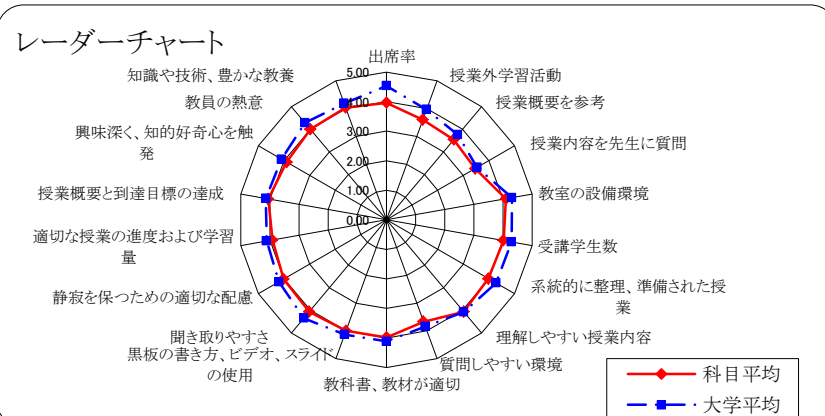 レーダーチャート
出席率
授業外学習活動
授業概要を参考
授業内容を先生に質問
教室の設備環境
受講学生数
系統的に整理、準備された授
業
理解しやすい授業内容
質問しやすい環境
教科書、教材が適切
黒板の書き方、ビデオ、スライド
の使用
聞き取りやすさ
静寂を保つための適切な配慮
適切な授業の進度および学習
量
授業概要と到達目標の達成
興味深く、知的好奇心を触
発
教員の熱意
知識や技術、豊かな教養
5.00
4.00
3.00
2.00
1.00
0.00
科目平均
大学平均